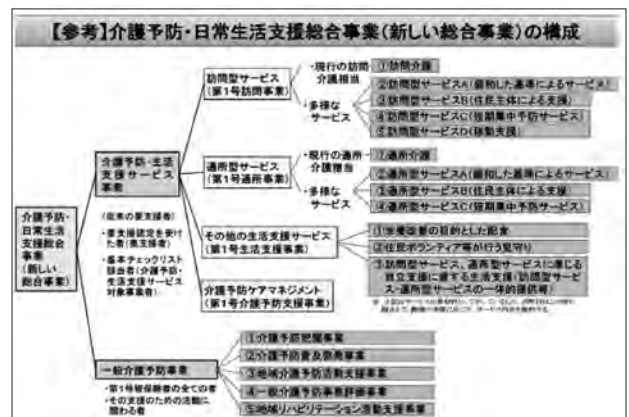 【参考】介護予防・日常生活支援総合事業(新しい総合事業)の構成
介護予防・
日常生活
支援総合
事業
(新しい
総合事業)
介護予防・生活
支援サービス
事業
(従来の要支援者)
・要支援認定を受け
た者(要支援者)
・基本チェックリスト
該当者(介護予防・
生活支援サービス
対象事業者)
訪問型サービス
(第1号訪問事業)
・現行の訪問
介護相当
①訪問介護
・多様な
サービス
②訪問型サービスA(緩和した基準によるサービス)
③訪問型サービスB(住民主体による支援)
④訪問型サービスC(短期集中予防サービス)
⑤訪問型サービスD(移動支援)
通所型サービス
(第1号通所事業)
・現行の通所
介護相当
①通所介護
・多様な
サービス
②通所型サービスA(緩和した基準によるサービス)
③通所型サービスB(住民主体による支援)
④通所型サービスC(短期集中予防サービス)
その他の生活支援サービス
(第1号生活支援事業)
①栄養改善の目的とした配食
②住民ボランティア等が行う見守り
③訪問型サービス、通所型サービスに準じる
自立支援に資する生活支援(訪問型サービ
ス・通所型サービスの一体的提供等)
介護予防ケアマネジメント
(第1号介護予防支援事業)
一般介護予防事業
・第1号被保険者の全ての者
・その支援のための活動に
関わる者
①介護予防把握事業
②介護予防普及啓発事業
③地域介護予防活動支援事業
④一般介護予防事業評価事業
⑤地域リハビリテーション活動支援事業